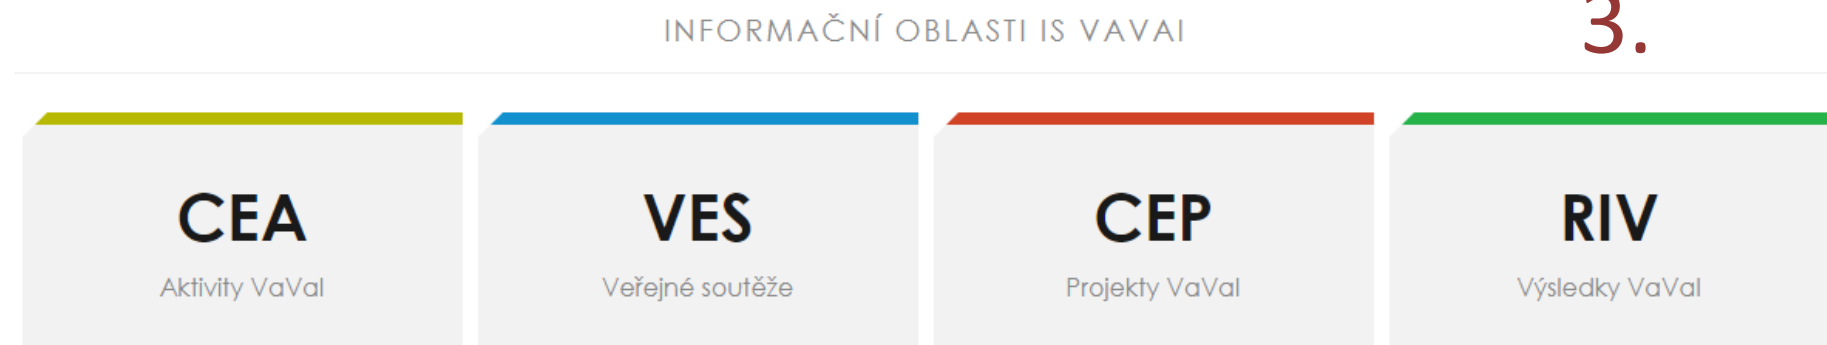 INFORMAČNÍ OBLASTI IS VAVAI
3.
CEA
Aktivity VaVaI
VES
Veřejné soutěže
CEP
Projekty VaVaI
RIV
Výsledky VaVaI